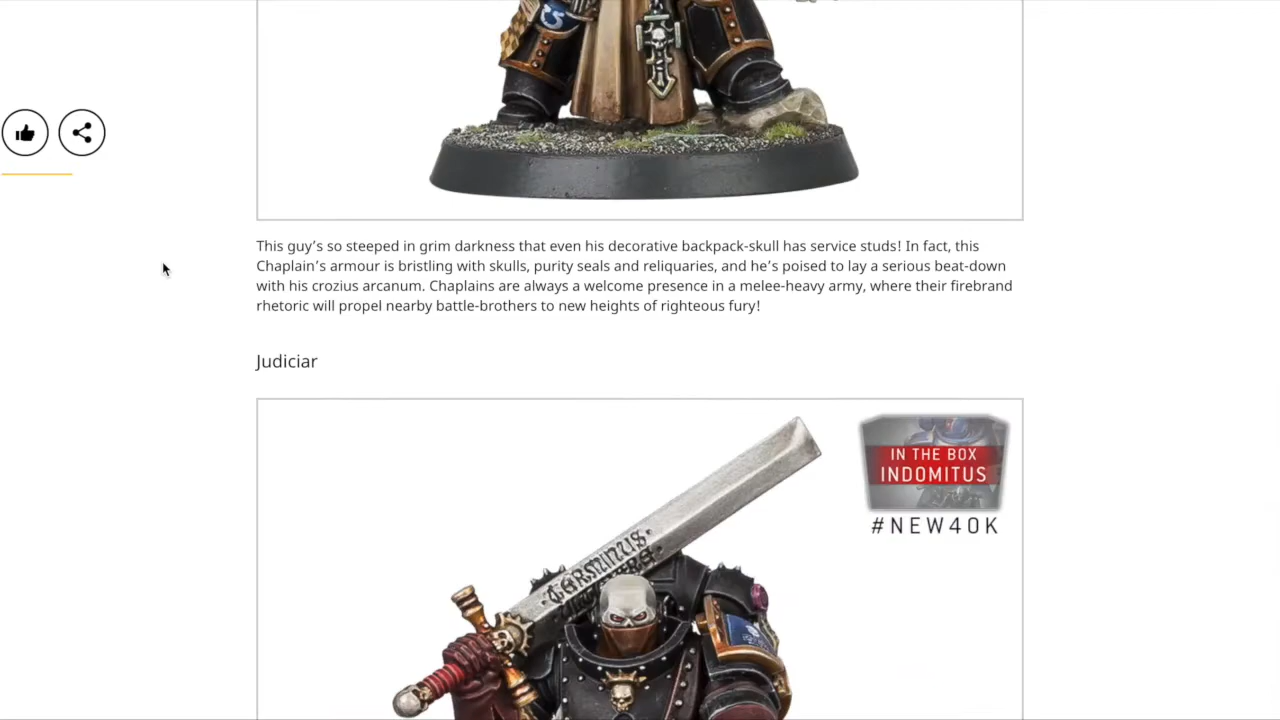 This guy’s so steeped in grim darkness that even his decorative backpack-skull has service studs! In fact, this
Chaplain’s armour is bristling with skulls, purity seals and reliquaries, and he’s poised to lay a serious beat-down
with his crozius arcanum. Chaplains are always a welcome presence in a melee-heavy army, where their firebrand
rhetoric will propel nearby battle-brothers to new heights of righteous fury!
Judiciar
IN THE BOX
INDOMITUS
#NEW40K